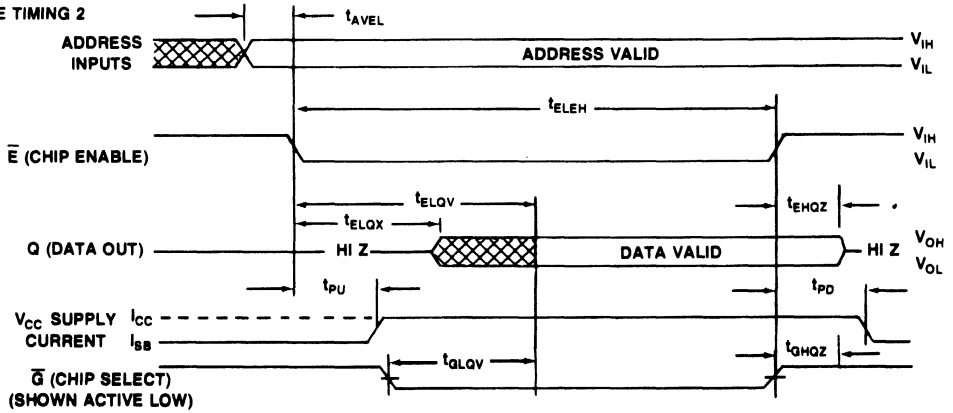 E TIMING 2
tAVEL
ADDRESS INPUTS
ADDRESS VALID
VIH
VIL
tELEH
E̅ (CHIP ENABLE)
VIH
VIL
tELQV
tELQX
tEHQZ
Q (DATA OUT)
HI Z
DATA VALID
HI Z
VOH
VOL
tPU
tPD
VCC SUPPLY CURRENT
ICC
ISB
tGLQV
tGHQZ
G̅ (CHIP SELECT)
(SHOWN ACTIVE LOW)